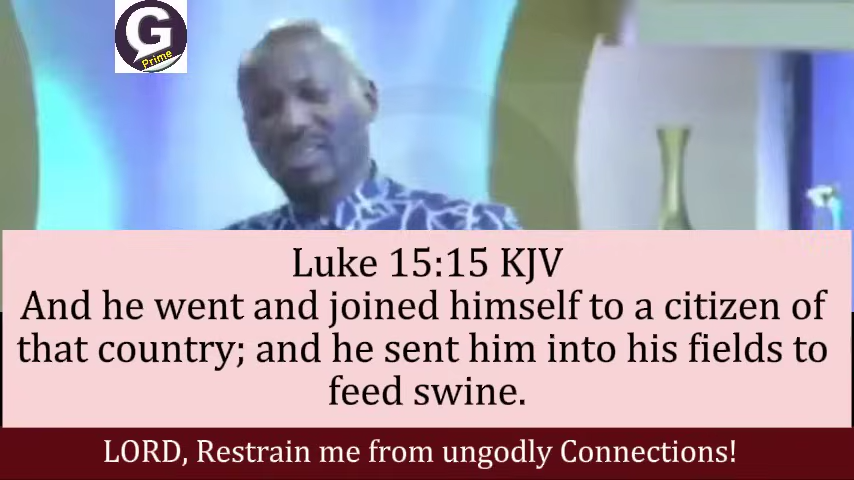 G
Prime
Luke 15:15 KJV
And he went and joined himself to a citizen of
that country; and he sent him into his fields to
feed swine.
LORD, Restrain me from ungodly Connections!